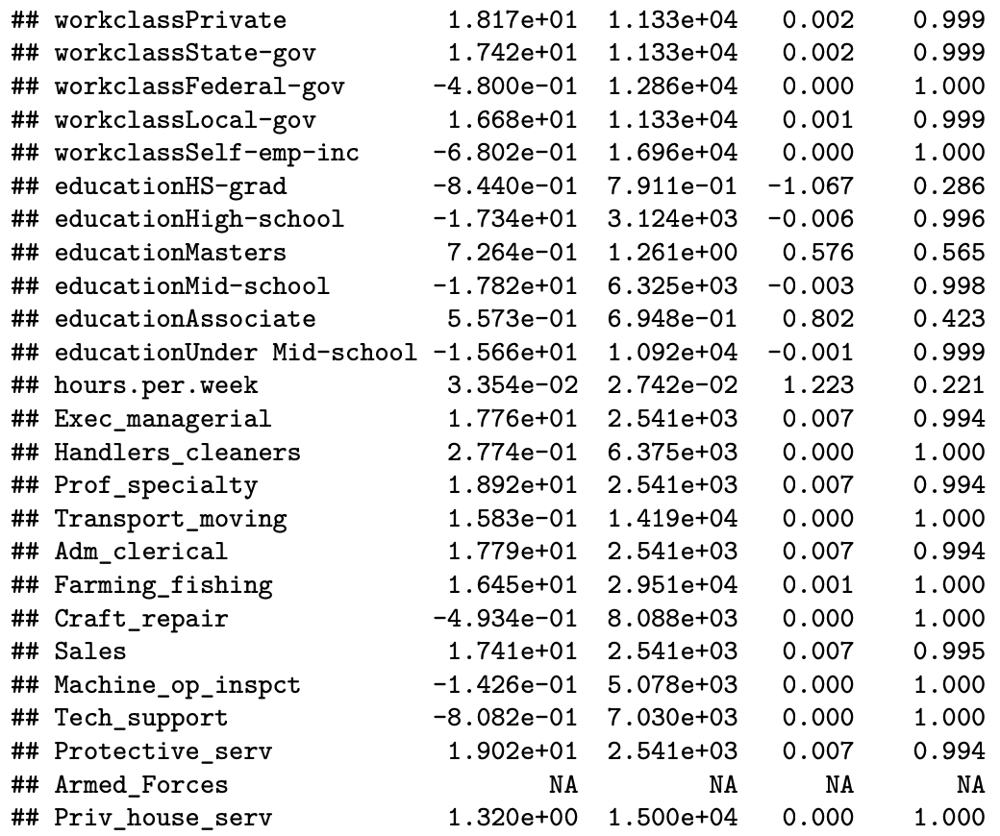 ## workclassPrivate 1.817e+01 1.133e+04 0.002 0.999
## workclassState-gov 1.742e+01 1.133e+04 0.002 0.999
## workclassFederal-gov -4.800e-01 1.286e+04 0.000 1.000
## workclassLocal-gov 1.668e+01 1.133e+04 0.001 0.999
## workclassSelf-emp-inc -6.802e-01 1.696e+04 0.000 1.000
## educationHS-grad -8.440e-01 7.911e-01 -1.067 0.286
## educationHigh-school -1.734e+01 3.124e+03 -0.006 0.996
## educationMasters 7.264e-01 1.261e+00 0.576 0.565
## educationMid-school -1.782e+01 6.325e+03 -0.003 0.998
## educationAssociate 5.573e-01 6.948e-01 0.802 0.423
## educationUnder Mid-school -1.566e+01 1.092e+04 -0.001 0.999
## hours.per.week 3.354e-02 2.742e-02 1.223 0.221
## Exec_managerial 1.776e+01 2.541e+03 0.007 0.994
## Handlers_cleaners 2.774e-01 6.375e+03 0.000 1.000
## Prof_specialty 1.892e+01 2.541e+03 0.007 0.994
## Transport_moving 1.583e-01 1.419e+04 0.000 1.000
## Adm_clerical 1.779e+01 2.541e+03 0.007 0.994
## Farming_fishing 1.645e+01 2.951e+04 0.001 1.000
## Craft_repair -4.934e-01 8.088e+03 0.000 1.000
## Sales 1.741e+01 2.541e+03 0.007 0.995
## Machine_op_inspct -1.426e-01 5.078e+03 0.000 1.000
## Tech_support -8.082e-01 7.030e+03 0.000 1.000
## Protective_serv 1.902e+01 2.541e+03 0.007 0.994
## Armed_Forces NA NA NA NA
## Priv_house_serv 1.320e+00 1.500e+04 0.000 1.000